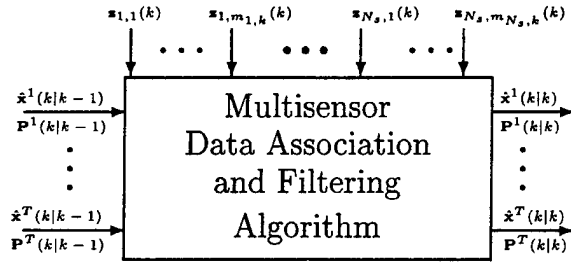 z_{1,1}(k) ... z_{1,m_{1,k}}(k) ... z_{N_s,1}(k) ... z_{N_s,m_{N_s,k}}(k)
x̂^1(k|k−1)
P^1(k|k−1)
x̂^T(k|k−1)
P^T(k|k−1)
Multisensor
Data Association
and Filtering
Algorithm
x̂^1(k|k)
P^1(k|k)
x̂^T(k|k)
P^T(k|k)